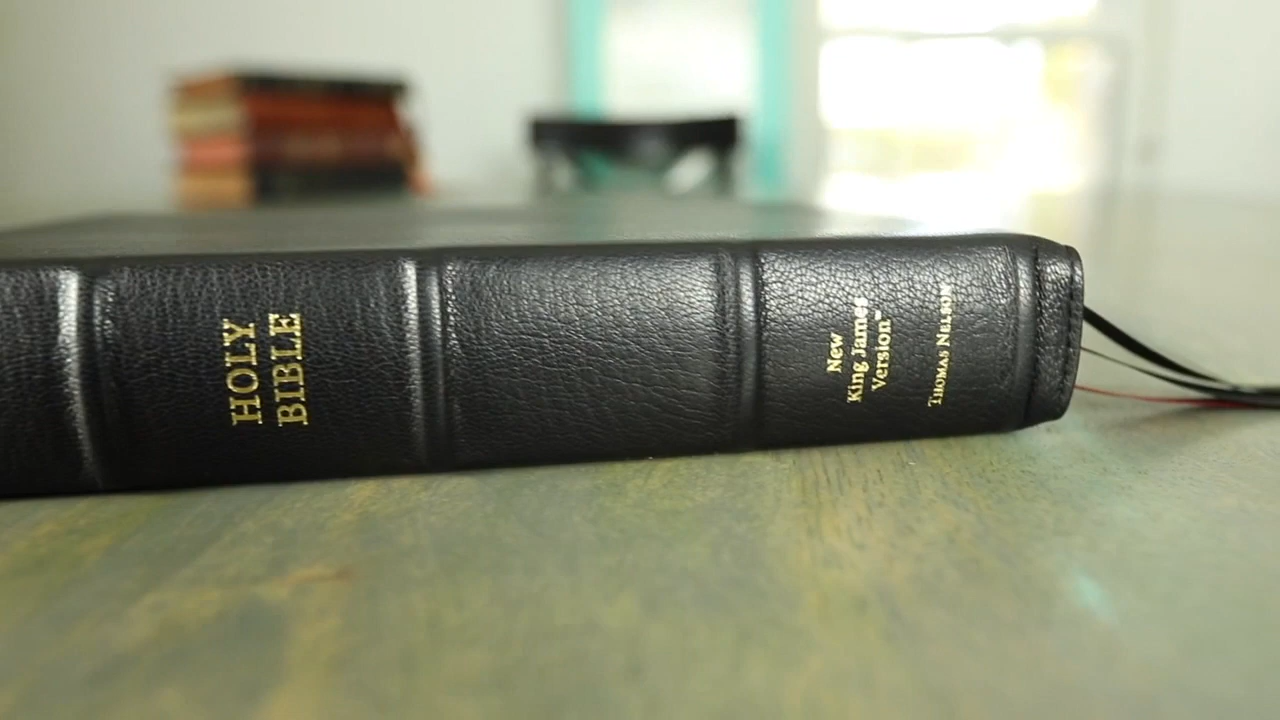 HOLY
BIBLE
New
King James
Version™
THOMAS NELSON